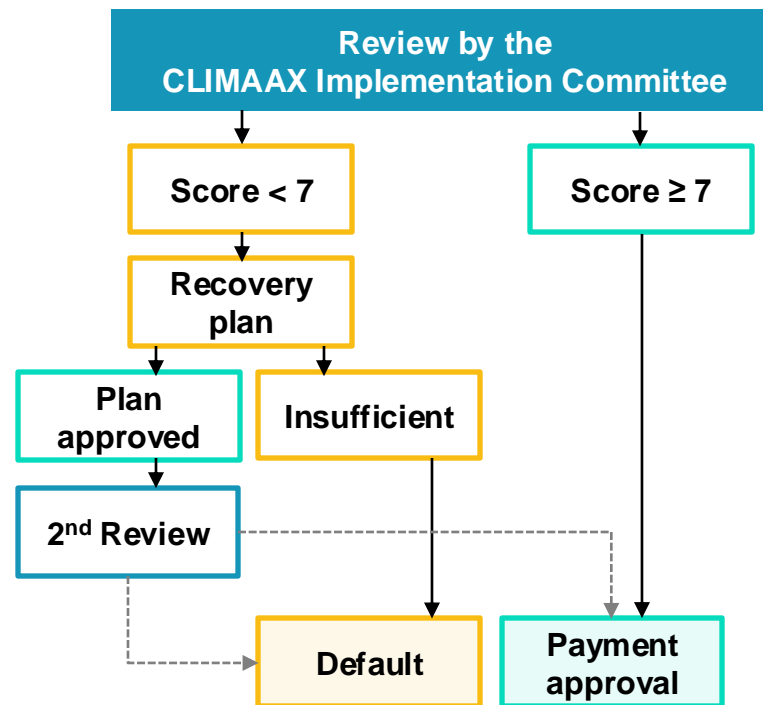 Review by the
CLIMAAX Implementation Committee
Score < 7
Score ≥ 7
Recovery
plan
Plan
approved
Insufficient
2nd Review
Default
Payment
approval